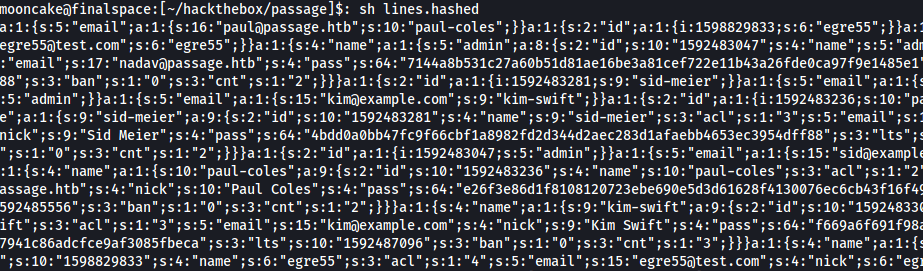 mooncake@finalspace:[~/hackthebox/passage]$: sh lines.hashed
a:1:{s:5:"email";a:1:{s:16:"paul@passage.htb";s:10:"paul-coles";}}a:1:{s:2:"id";a:1:{i:1598829833;s:6:"egre55";}}a:1:{s:5:"email";a:1:{s:15:"
egre55@test.com";s:6:"egre55";}}a:1:{s:4:"name";a:1:{s:5:"admin";a:8:{s:2:"id";s:10:"1592483047";s:4:"name";s:5:"ad
"email";s:17:"nadav@passage.htb";s:4:"pass";s:64:"7144a8b531c27a60b51d81ae16be3a81cef722e11b43a26fde0ca97f9e1485e1"
88";s:3:"ban";s:1:"0";s:3:"cnt";s:1:"2";}}}a:1:{s:2:"id";a:1:{i:1592483281;s:9:"sid-meier";}}a:1:{s:5:"email";a:1:{
:5:"admin";}}a:1:{s:5:"email";a:1:{s:15:"kim@example.com";s:9:"kim-swift";}}a:1:{s:2:"id";a:1:{i:1592483236;s:10:"p
e";a:1:{s:9:"sid-meier";a:9:{s:2:"id";s:10:"1592483281";s:4:"name";s:9:"sid-meier";s:3:"acl";s:1:"3";s:5:"email";s:1
nick";s:9:"Sid Meier";s:4:"pass";s:64:"4bdd0a0bb47fc9f66cbf1a8982fd2d344d2aec283d1afaebb4653ec3954dff88";s:3:"lts";
";s:1:"0";s:3:"cnt";s:1:"2";}}}a:1:{s:2:"id";a:1:{i:1592483047;s:5:"admin";}}a:1:{s:5:"email";a:1:{s:15:"sid@exampl
:1:{s:4:"name";a:1:{s:10:"paul-coles";a:9:{s:2:"id";s:10:"1592483236";s:4:"name";s:10:"paul-coles";s:3:"acl";s:1:"2"
assage.htb";s:4:"nick";s:10:"Paul Coles";s:4:"pass";s:64:"e26f3e86d1f8108120723ebe690e5d3d61628f4130076ec6cb43f16f4
592485556";s:3:"ban";s:1:"0";s:3:"cnt";s:1:"2";}}}a:1:{s:4:"name";a:1:{s:9:"kim-swift";a:9:{s:2:"id";s:10:"15924833
ift";s:3:"acl";s:1:"3";s:5:"email";s:15:"kim@example.com";s:4:"nick";s:9:"Kim Swift";s:4:"pass";s:64:"f669a6f691f98
7941c86adcfce9af3085fbeca";s:3:"lts";s:10:"1592487096";s:3:"ban";s:1:"0";s:3:"cnt";s:1:"3";}}}a:1:{s:4:"name";a:1:{
";s:10:"1598829833";s:4:"name";s:6:"egre55";s:3:"acl";s:1:"4";s:5:"email";s:15:"egre55@test.com";s:4:"nick";s:6:"eg